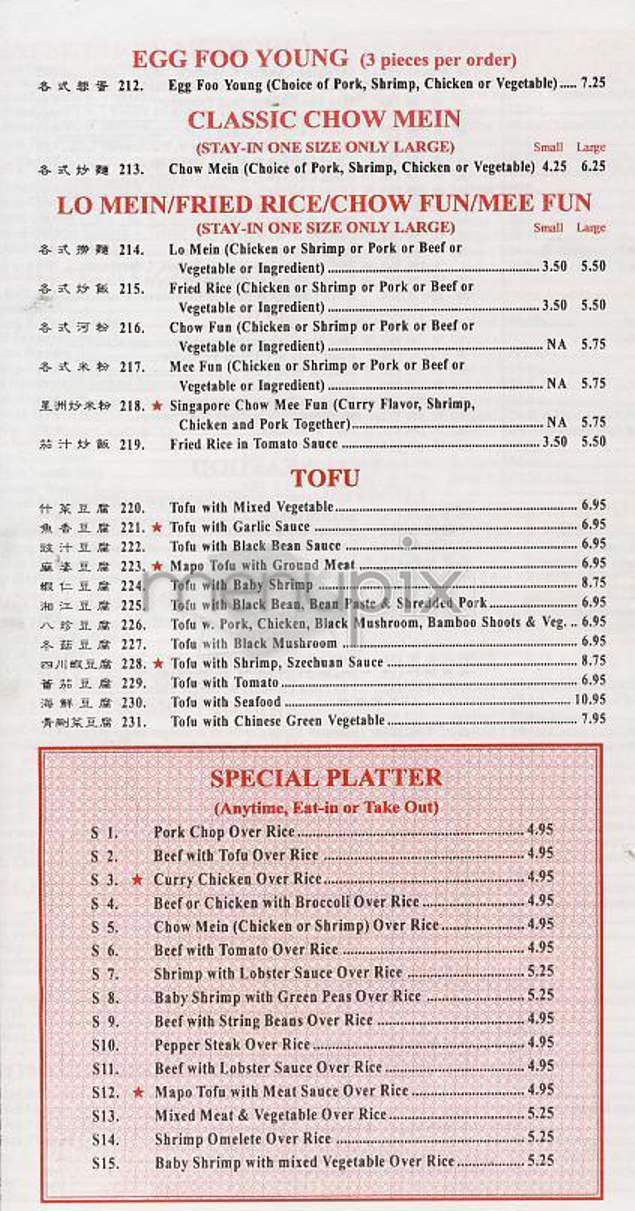 EGG FOO YOUNG (3 pieces per order)
各式蓉蛋 212. Egg Foo Young (Choice of Pork, Shrimp, Chicken or Vegetable)..... 7.25
CLASSIC CHOW MEIN
(STAY-IN ONE SIZE ONLY LARGE) Small Large
各式炒麵 213. Chow Mein (Choice of Pork, Shrimp, Chicken or Vegetable) 4.25 6.25
LO MEIN/FRIED RICE/CHOW FUN/MEE FUN
(STAY-IN ONE SIZE ONLY LARGE) Small Large
各式撈麵 214. Lo Mein (Chicken or Shrimp or Pork or Beef or
Vegetable or Ingredient) ..... 3.50 5.50
各式炒飯 215. Fried Rice (Chicken or Shrimp or Pork or Beef or
Vegetable or Ingredient) ..... 3.50 5.50
各式河粉 216. Chow Fun (Chicken or Shrimp or Pork or Beef or
Vegetable or Ingredient) ..... NA 5.75
各式米粉 217. Mee Fun (Chicken or Shrimp or Pork or Beef or
Vegetable or Ingredient) ..... NA 5.75
星洲炒米粉 218. ★ Singapore Chow Mee Fun (Curry Flavor, Shrimp,
Chicken and Pork Together)..... NA 5.75
茄汁炒飯 219. Fried Rice in Tomato Sauce ..... 3.50 5.50
TOFU
什菜豆腐 220. Tofu with Mixed Vegetable..... 6.95
魚香豆腐 221. ★ Tofu with Garlic Sauce ..... 6.95
豉汁豆腐 222. Tofu with Black Bean Sauce ..... 6.95
麻婆豆腐 223. ★ Mapo Tofu with Ground Meat ..... 6.95
蝦仁豆腐 224. Tofu with Baby Shrimp ..... 8.75
湘江豆腐 225. Tofu with Black Bean, Bean Paste & Shredded Pork..... 6.95
八珍豆腐 226. Tofu w. Pork, Chicken, Black Mushroom, Bamboo Shoots & Veg. .. 6.95
冬菇豆腐 227. Tofu with Black Mushroom ..... 6.95
四川蝦豆腐 228. ★ Tofu with Shrimp, Szechuan Sauce ..... 8.75
蕃茄豆腐 229. Tofu with Tomato..... 6.95
海鮮豆腐 230. Tofu with Seafood ..... 10.95
青剛菜豆腐 231. Tofu with Chinese Green Vegetable..... 7.95
menupix
SPECIAL PLATTER
(Anytime, Eat-in or Take Out)
S 1. Pork Chop Over Rice..... 4.95
S 2. Beef with Tofu Over Rice ..... 4.95
S 3. ★ Curry Chicken Over Rice..... 4.95
S 4. Beef or Chicken with Broccoli Over Rice ..... 4.95
S 5. Chow Mein (Chicken or Shrimp) Over Rice..... 4.95
S 6. Beef with Tomato Over Rice ..... 4.95
S 7. Shrimp with Lobster Sauce Over Rice ..... 5.25
S 8. Baby Shrimp with Green Peas Over Rice ..... 5.25
S 9. Beef with String Beans Over Rice ..... 4.95
S10. Pepper Steak Over Rice..... 4.95
S11. Beef with Lobster Sauce Over Rice ..... 4.95
S12. ★ Mapo Tofu with Meat Sauce Over Rice ..... 4.95
S13. Mixed Meat & Vegetable Over Rice..... 5.25
S14. Shrimp Omelete Over Rice ..... 5.25
S15. Baby Shrimp with mixed Vegetable Over Rice..... 5.25